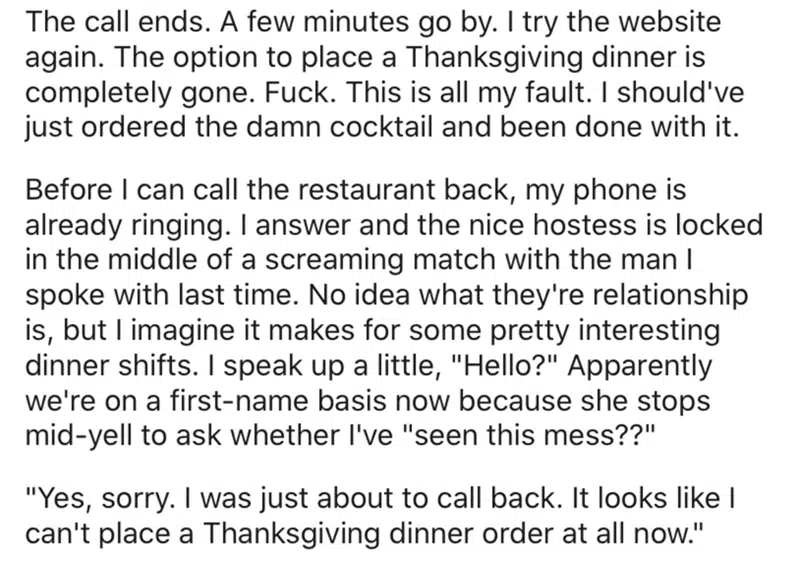 The call ends. A few minutes go by. I try the website
again. The option to place a Thanksgiving dinner is
completely gone. Fuck. This is all my fault. I should've
just ordered the damn cocktail and been done with it.
Before I can call the restaurant back, my phone is
already ringing. I answer and the nice hostess is locked
in the middle of a screaming match with the man I
spoke with last time. No idea what they're relationship
is, but I imagine it makes for some pretty interesting
dinner shifts. I speak up a little, "Hello?" Apparently
we're on a first-name basis now because she stops
mid-yell to ask whether I've "seen this mess??"
"Yes, sorry. I was just about to call back. It looks like I
can't place a Thanksgiving dinner order at all now."